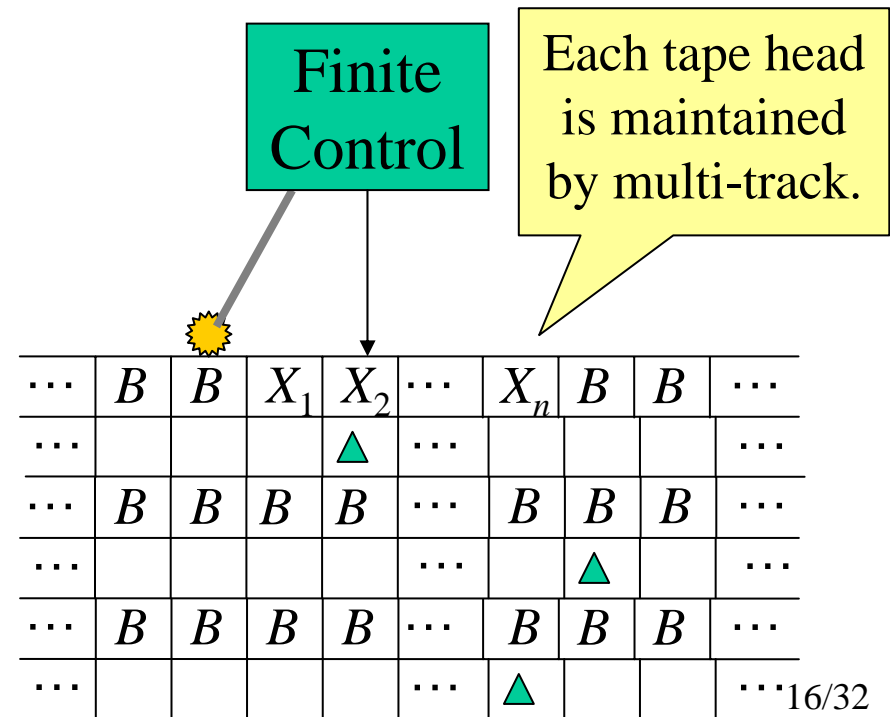 Finite
Control
Each tape head
is maintained
by multi-track.
⋯ B B X₁ X₂ ⋯ Xₙ B B ⋯
⋯ ⋯ ⋯
⋯ B B B B ⋯ B B B ⋯
⋯ ⋯ ⋯
⋯ B B B B ⋯ B B B ⋯
⋯ ⋯ ⋯
16/32